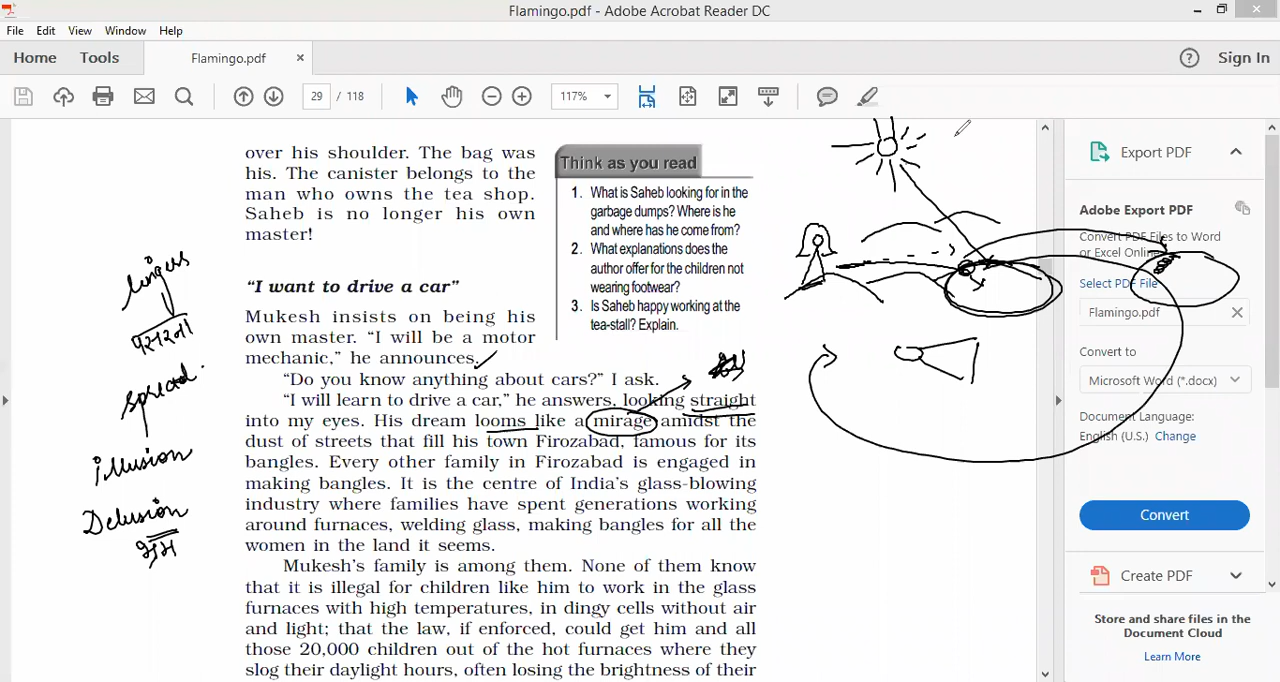 Flamingo.pdf - Adobe Acrobat Reader DC
File Edit View Window Help
Home Tools Flamingo.pdf × Sign In
29 / 118 117%
over his shoulder. The bag was
his. The canister belongs to the
man who owns the tea shop.
Saheb is no longer his own
master!
“I want to drive a car”
Mukesh insists on being his
own master. “I will be a motor
mechanic,” he announces.
Think as you read
1. What is Saheb looking for in the
garbage dumps? Where is he
and where has he come from?
2. What explanations does the
author offer for the children not
wearing footwear?
3. Is Saheb happy working at the
tea-stall? Explain.
“Do you know anything about cars?” I ask.
“I will learn to drive a car,” he answers, looking straight
into my eyes. His dream looms like a mirage amidst the
dust of streets that fill his town Firozabad, famous for its
bangles. Every other family in Firozabad is engaged in
making bangles. It is the centre of India’s glass-blowing
industry where families have spent generations working
around furnaces, welding glass, making bangles for all the
women in the land it seems.
Mukesh’s family is among them. None of them know
that it is illegal for children like him to work in the glass
furnaces with high temperatures, in dingy cells without air
and light; that the law, if enforced, could get him and all
those 20,000 children out of the hot furnaces where they
slog their daylight hours, often losing the brightness of their
lingers
spread
illusion
Delusion
भ्रम
Export PDF
Adobe Export PDF
Convert PDF Files to Word
or Excel Online
Select PDF File
Flamingo.pdf
Convert to
Microsoft Word (*.docx)
Document Language:
English (U.S.) Change
Convert
Create PDF
Store and share files in the
Document Cloud
Learn More